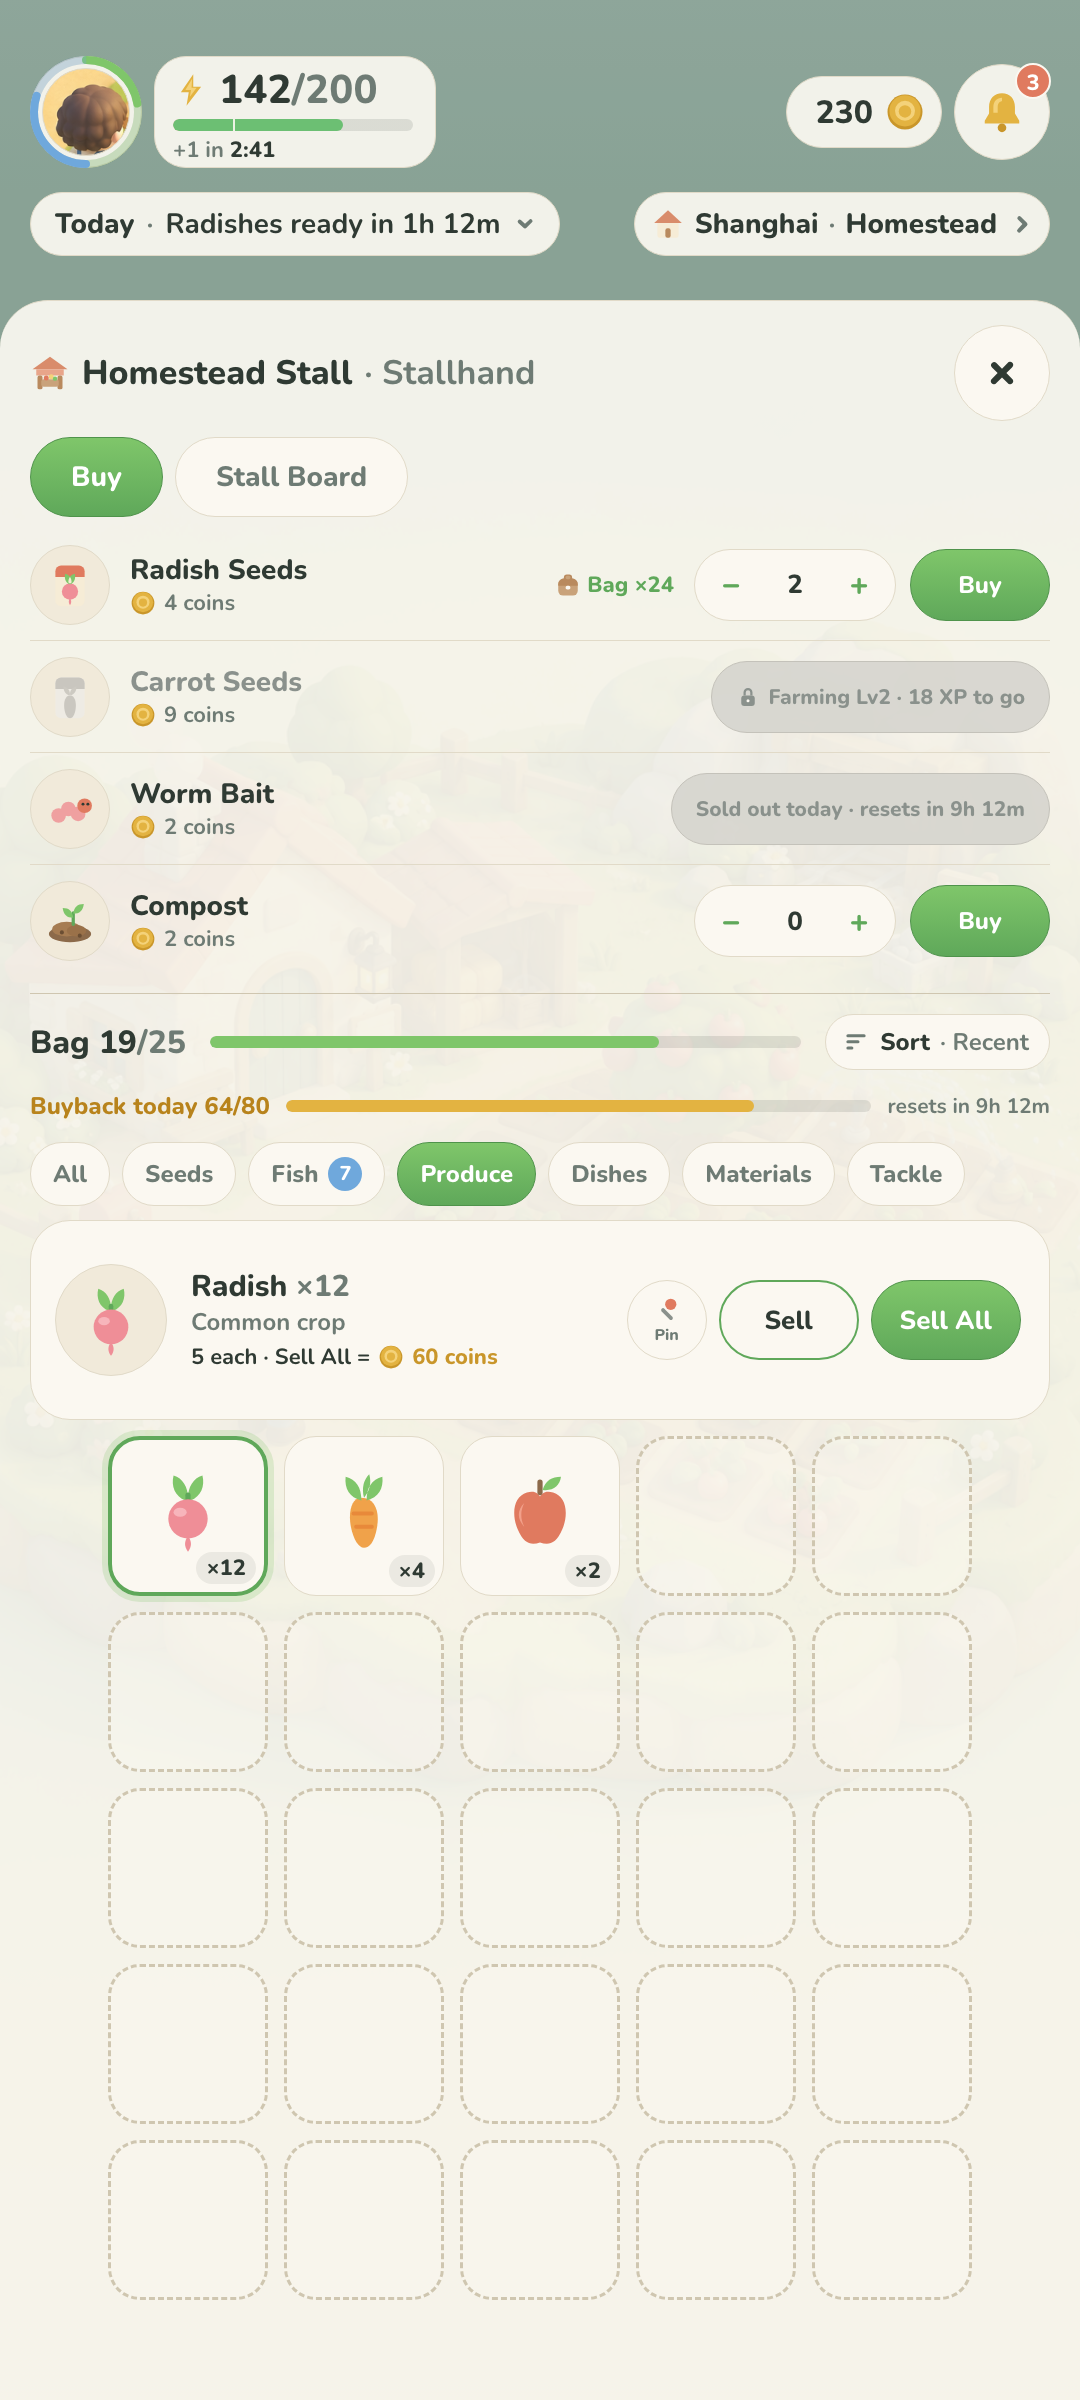 142/200
+1 in 2:41
230
3
Today · Radishes ready in 1h 12m
Shanghai · Homestead
Homestead Stall · Stallhand
Buy
Stall Board
Radish Seeds
4 coins
Bag ×24
2
Buy
Carrot Seeds
9 coins
Farming Lv2 · 18 XP to go
Worm Bait
2 coins
Sold out today · resets in 9h 12m
Compost
2 coins
0
Buy
Bag 19/25
Sort · Recent
Buyback today 64/80
resets in 9h 12m
All
Seeds
Fish 7
Produce
Dishes
Materials
Tackle
Radish ×12
Common crop
5 each · Sell All = 60 coins
Pin
Sell
Sell All
×12
×4
×2